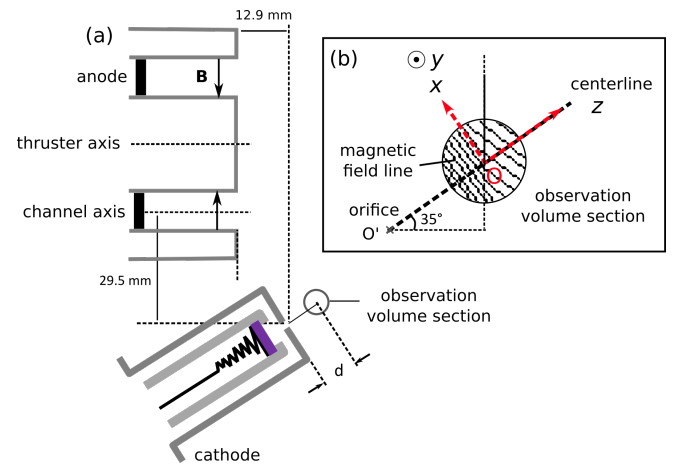 12.9 mm
(a)
anode
B
thruster axis
channel axis
29.5 mm
observation
volume section
d
cathode
(b)
y
x
centerline
z
magnetic
field line
O
orifice
O'
35°
observation
volume section